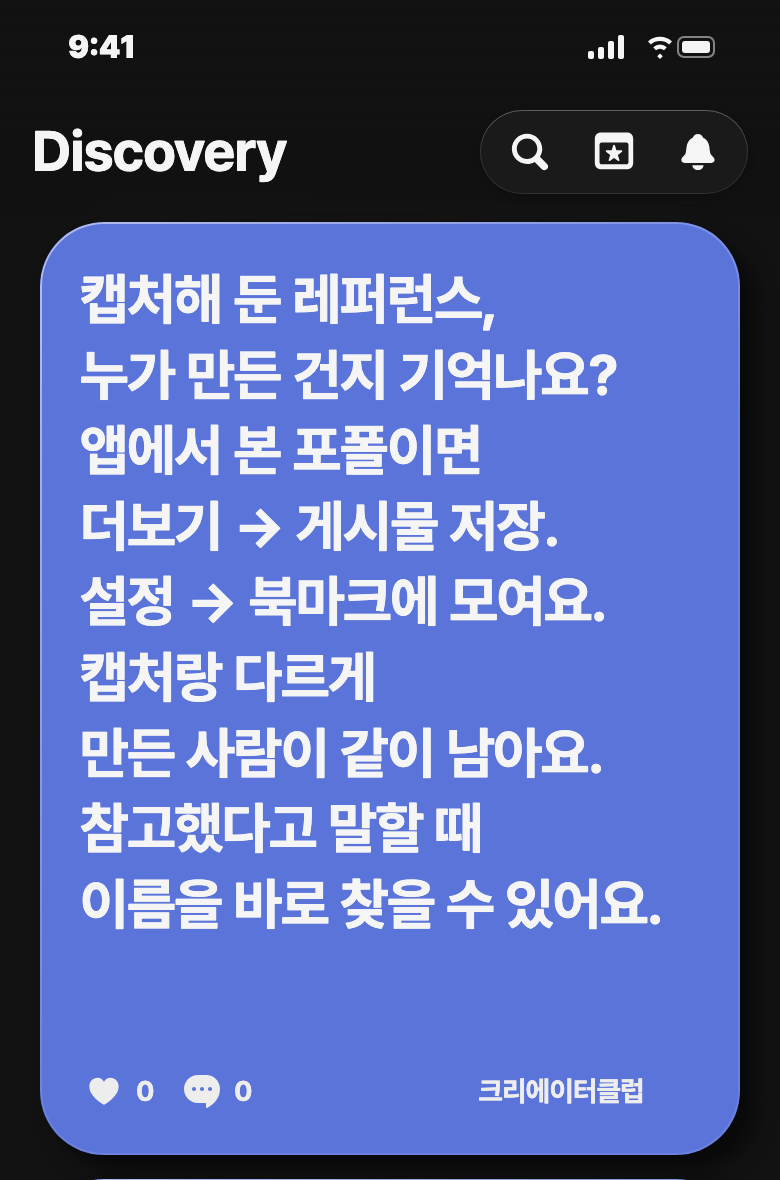 9:41
Discovery
캡처해 둔 레퍼런스,
누가 만든 건지 기억나요?
앱에서 본 포폴이면
더보기 → 게시물 저장.
설정 → 북마크에 모여요.
캡처랑 다르게
만든 사람이 같이 남아요.
참고했다고 말할 때
이름을 바로 찾을 수 있어요.
0 0 크리에이터클럽